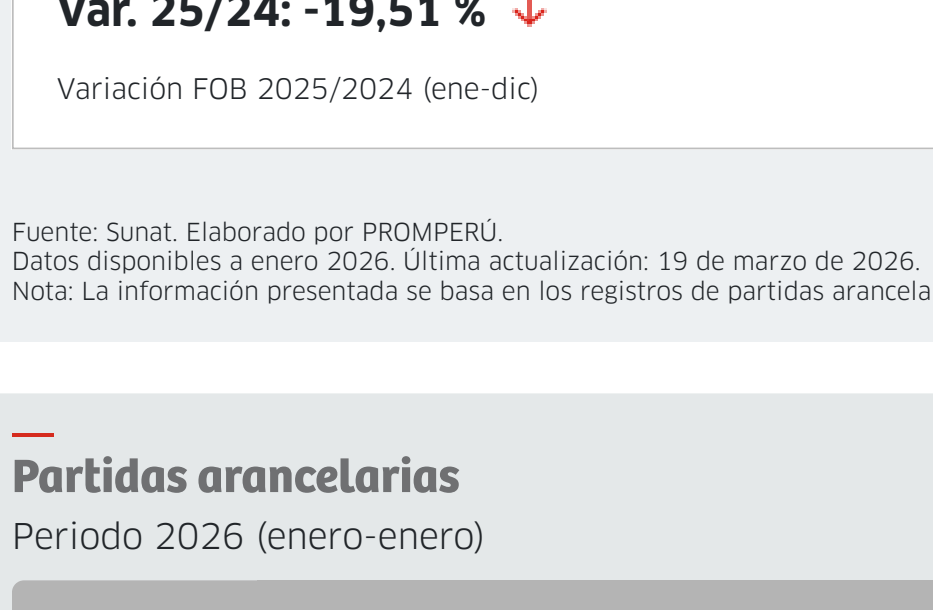 Var. 25/24: -19,51 %
Variación FOB 2025/2024 (ene-dic)
Fuente: Sunat. Elaborado por PROMPERÚ.
Datos disponibles a enero 2026. Última actualización: 19 de marzo de 2026.
Nota: La información presentada se basa en los registros de partidas arancela
Partidas arancelarias
Periodo 2026 (enero-enero)